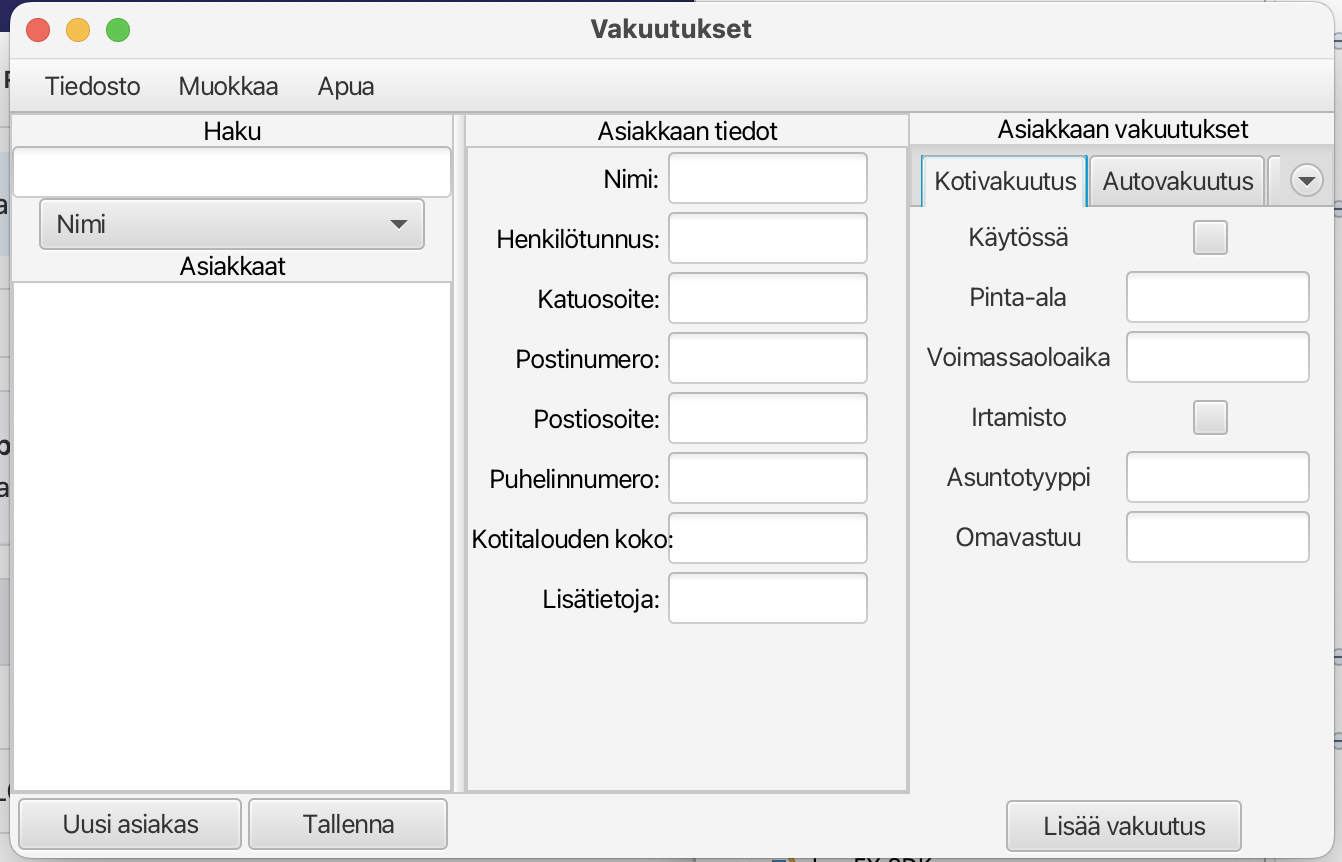 Vakuutukset
Tiedosto Muokkaa Apua
Haku
Nimi
Asiakkaat
Uusi asiakas Tallenna
Asiakkaan tiedot
Nimi:
Henkilötunnus:
Katuosoite:
Postinumero:
Postiosoite:
Puhelinnumero:
Kotitalouden koko:
Lisätietoja:
Asiakkaan vakuutukset
Kotivakuutus Autovakuutus
Käytössä
Pinta-ala
Voimassaoloaika
Irtamisto
Asuntotyyppi
Omavastuu
Lisää vakuutus